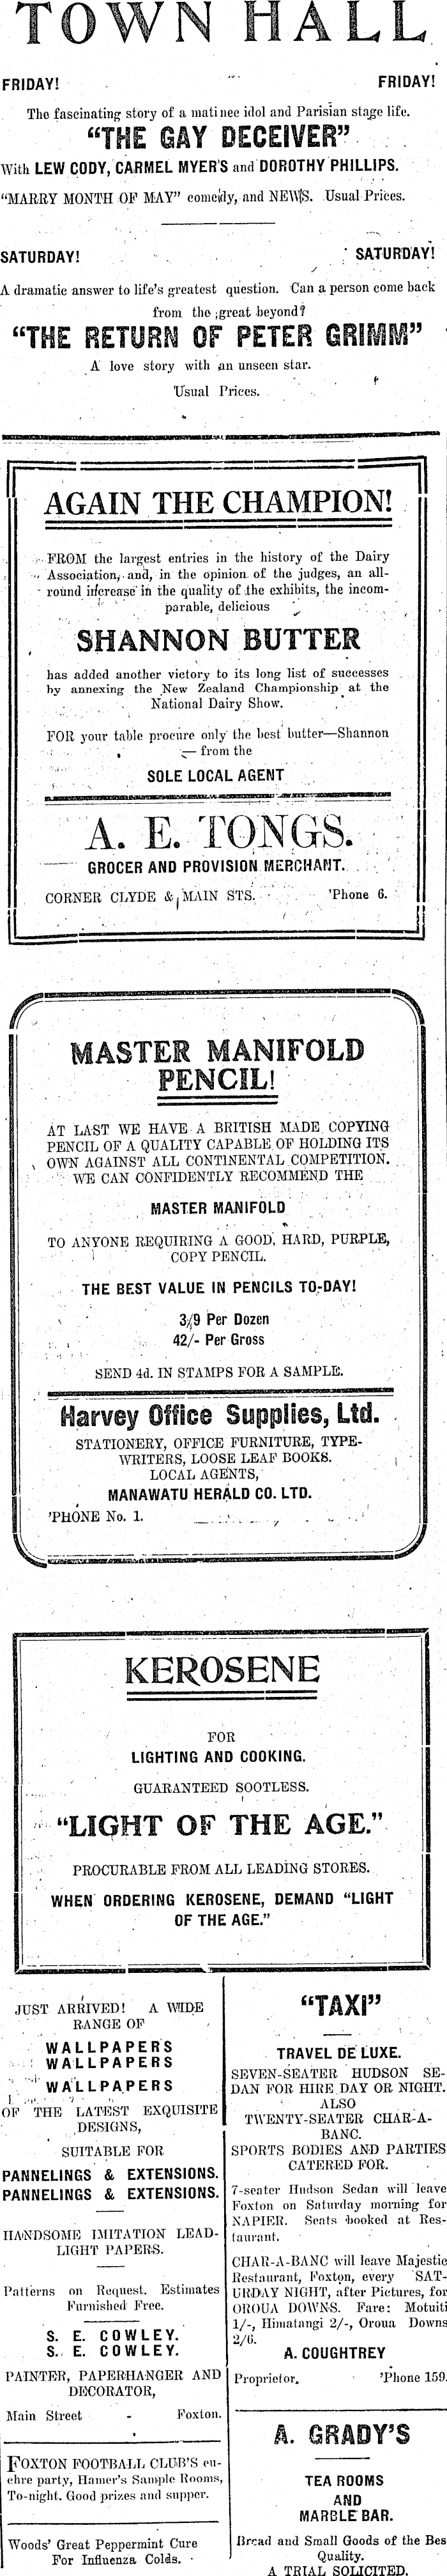 TOWN HALL
FRIDAY! FRIDAY!
The fascinating story of a matinee idol and Parisian stage life.
"THE GAY DECEIVER"
With LEW CODY, CARMEL MYER'S and DOROTHY PHILLIPS.
"MARRY MONTH OF MAY" comedy, and NEWS. Usual Prices.
SATURDAY! SATURDAY!
A dramatic answer to life's greatest question. Can a person come back
from the great beyond?
"THE RETURN OF PETER GRIMM"
A love story with an unseen star.
Usual Prices.
AGAIN THE CHAMPION!
FROM the largest entries in the history of the Dairy
Association, and, in the opinion of the judges, an all-
round increase in the quality of the exhibits, the incom-
parable, delicious
SHANNON BUTTER
has added another victory to its long list of successes
by annexing the New Zealand Championship at the
National Dairy Show.
FOR your table procure only the best butter—Shannon
— from the
SOLE LOCAL AGENT
A. E. TONGS.
GROCER AND PROVISION MERCHANT.
CORNER CLYDE & MAIN STS. 'Phone 6.
MASTER MANIFOLD
PENCIL!
AT LAST WE HAVE A BRITISH MADE COPYING
PENCIL OF A QUALITY CAPABLE OF HOLDING ITS
OWN AGAINST ALL CONTINENTAL COMPETITION.
WE CAN CONFIDENTLY RECOMMEND THE
MASTER MANIFOLD
TO ANYONE REQUIRING A GOOD, HARD, PURPLE,
COPY PENCIL.
THE BEST VALUE IN PENCILS TO-DAY!
3/9 Per Dozen
42/- Per Gross
SEND 4d. IN STAMPS FOR A SAMPLE.
Harvey Office Supplies, Ltd.
STATIONERY, OFFICE FURNITURE, TYPE-
WRITERS, LOOSE LEAF BOOKS.
LOCAL AGENTS,
MANAWATU HERALD CO. LTD.
'PHONE No. 1.
KEROSENE
FOR
LIGHTING AND COOKING.
GUARANTEED SOOTLESS.
"LIGHT OF THE AGE."
PROCURABLE FROM ALL LEADING STORES.
WHEN ORDERING KEROSENE, DEMAND "LIGHT
OF THE AGE."
JUST ARRIVED! A WIDE
RANGE OF
WALLPAPERS
WALLPAPERS
WALLPAPERS
OF THE LATEST EXQUISITE
DESIGNS,
SUITABLE FOR
PANNELINGS & EXTENSIONS.
PANNELINGS & EXTENSIONS.
HANDSOME IMITATION LEAD-
LIGHT PAPERS.
Patterns on Request. Estimates
Furnished Free.
S. E. COWLEY.
S. E. COWLEY.
PAINTER, PAPERHANGER AND
DECORATOR,
Main Street - Foxton.
FOXTON FOOTBALL CLUB'S eu-
chre party, Hamer's Sample Rooms,
To-night. Good prizes and supper.
Woods' Great Peppermint Cure
For Influenza Colds.
"TAXI"
TRAVEL DE LUXE.
SEVEN-SEATER HUDSON SE-
DAN FOR HIRE DAY OR NIGHT.
ALSO
TWENTY-SEATER CHAR-A-
BANC.
SPORTS BODIES AND PARTIES
CATERED FOR.
7-seater Hudson Sedan will leave
Foxton on Saturday morning for
NAPIER. Seats booked at Res-
taurant.
CHAR-A-BANC will leave Majestic
Restaurant, Foxton, every SAT-
URDAY NIGHT, after Pictures, for
OROUA DOWNS. Fare: Motuiti
1/-, Himatangi 2/-, Oroua Downs
2/6.
A. COUGHTREY
Proprietor. 'Phone 159.
A. GRADY'S
TEA ROOMS
AND
MARBLE BAR.
Bread and Small Goods of the Bes
Quality.
A TRIAL SOLICITED.